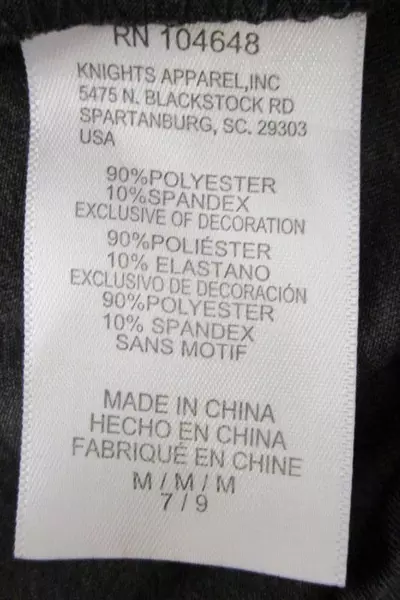 RN 104648
KNIGHTS APPAREL,INC
5475 N. BLACKSTOCK RD
SPARTANBURG, SC. 29303
USA
90%POLYESTER
10%SPANDEX
EXCLUSIVE OF DECORATION
90%POLIÉSTER
10% ELASTANO
EXCLUSIVO DE DECORACIÓN
90%POLYESTER
10% SPANDEX
SANS MOTIF
MADE IN CHINA
HECHO EN CHINA
FABRIQUÉ EN CHINE
M / M / M
7 / 9